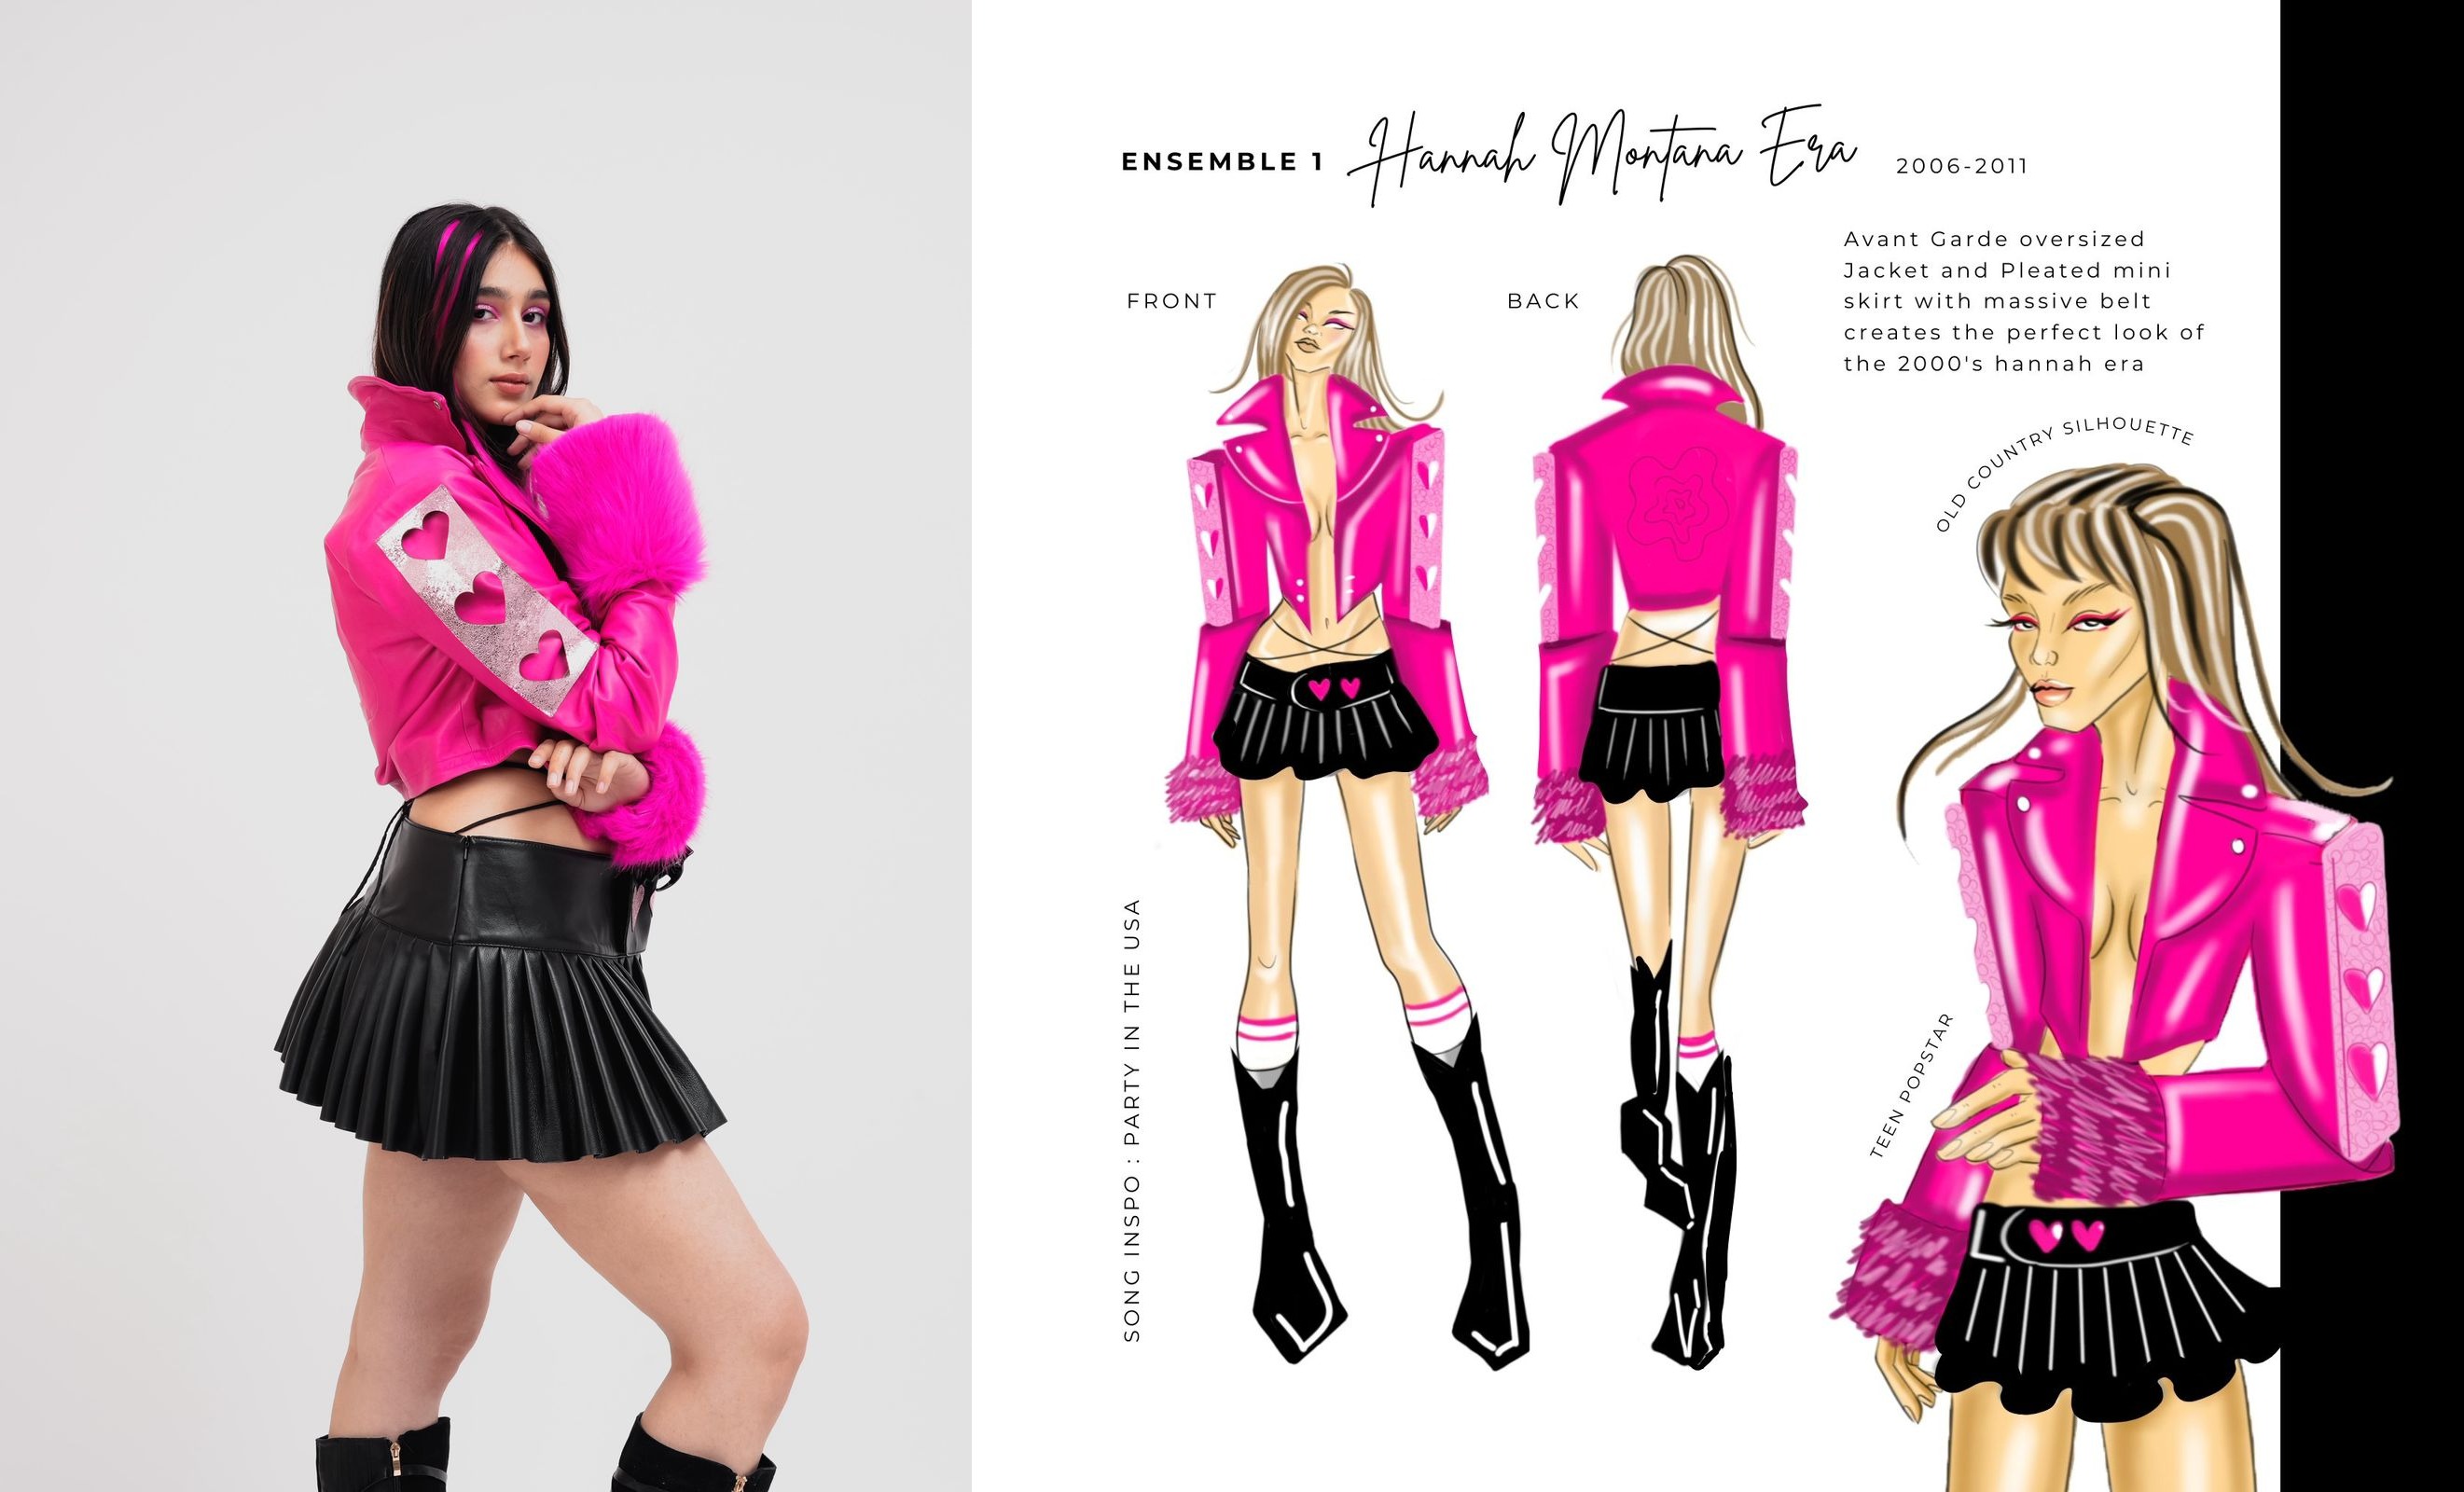 ENSEMBLE 1 Hannah Montana Era 2006-2011
FRONT
BACK
Avant Garde oversized
Jacket and Pleated mini
skirt with massive belt
creates the perfect look of
the 2000's hannah era
OLD COUNTRY SILHOUETTE
SONG INSPO : PARTY IN THE USA
TEEN POPSTAR